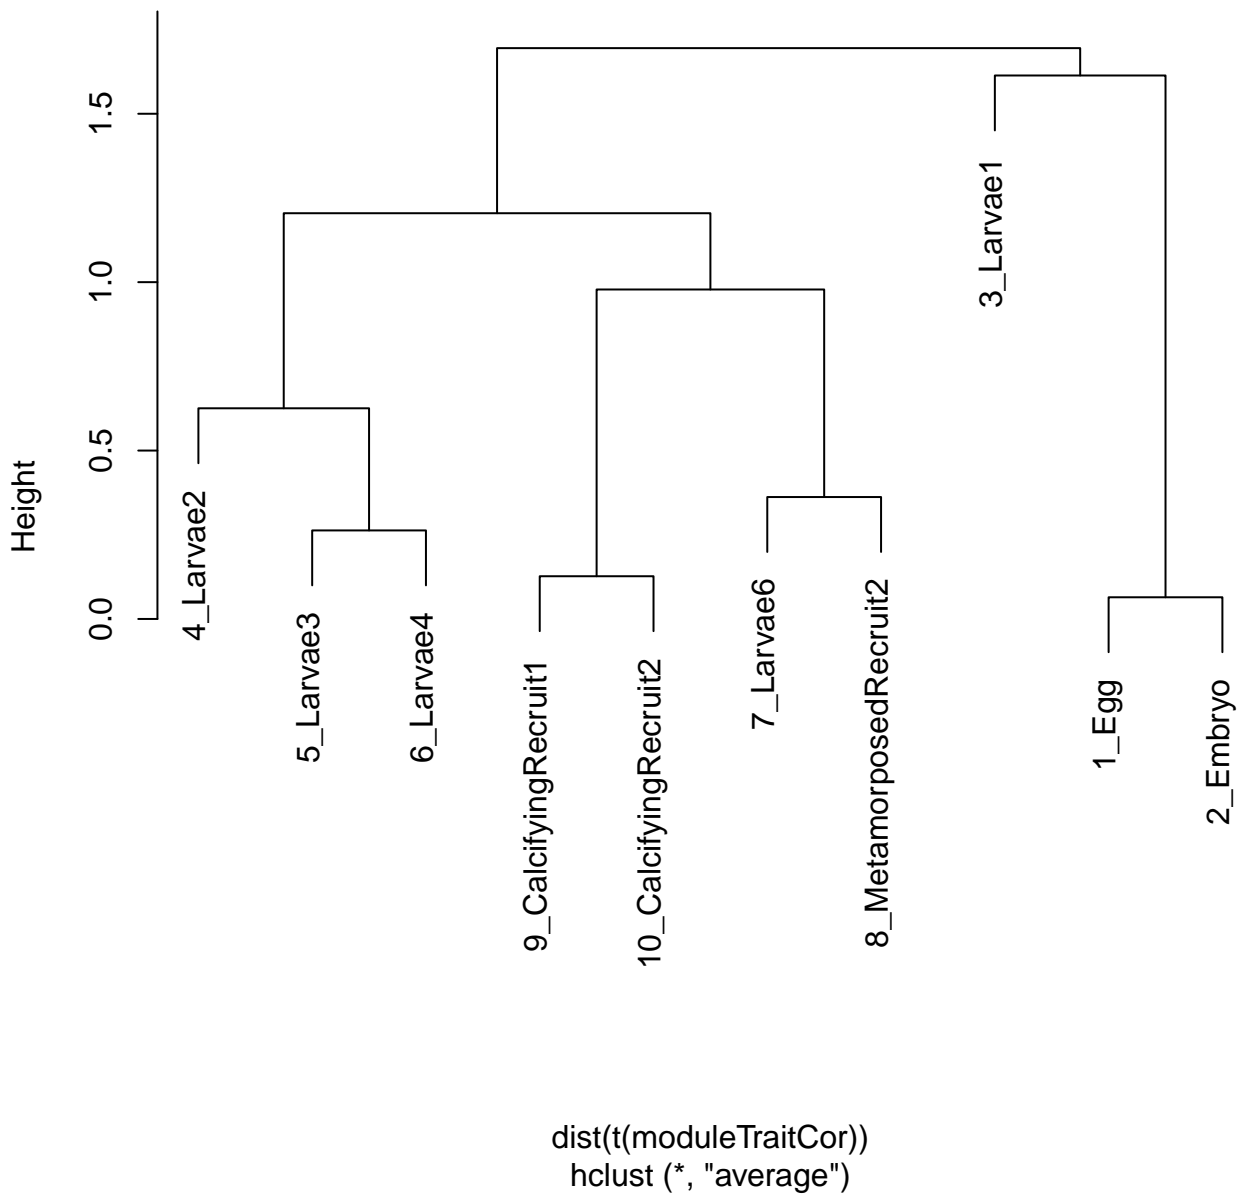 Height
1.5
1.0
0.5
0.0
4_Larvae2
5_Larvae3
6_Larvae4
9_CalcifyingRecruit1
10_CalcifyingRecruit2
7_Larvae6
8_MetamorposedRecruit2
3_Larvae1
1_Egg
2_Embryo
dist(t(moduleTraitCor))
hclust (*, "average")